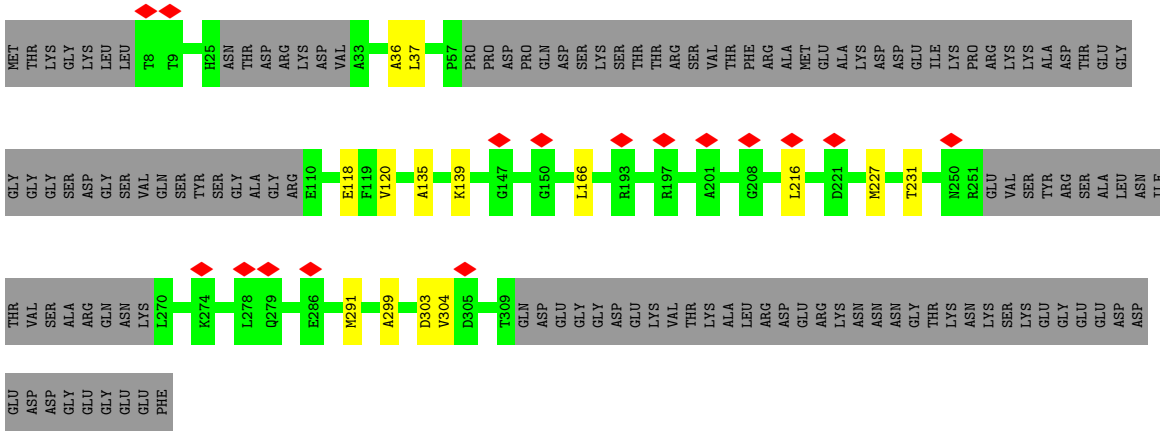 MET THR LYS GLY LYS LEU LEU T8 T9 H25 ASN THR ASP ARG LYS ASP VAL A33 A36 L37 P57 PRO PRO ASP PRO GLN ASP SER LYS SER THR THR ARG SER VAL THR PHE ARG ALA MET GLU ALA LYS ASP ASP GLU ILE LYS PRO ARG LYS LYS ALA ASP THR GLU GLY
GLY GLY GLY SER ASP GLY SER VAL GLN SER TYR SER GLY ALA GLY ARG E110 E118 F119 V120 A135 K139 G147 G150 L166 R193 R197 A201 G208 L216 D221 M227 T231 N250 R251 GLU VAL SER TYR ARG SER ALA LEU ASN ILE
THR VAL SER ALA ARG GLN ASN LYS L270 K274 L278 Q279 E286 M291 A299 D303 V304 D305 T309 GLN ASP GLU GLY GLY ASP GLU LYS VAL THR LYS ALA LEU ARG ASP GLU ARG LYS ASN ASN ASN GLY THR LYS ASN LYS SER LYS GLU GLY GLU GLU ASP ASP
GLU ASP ASP GLY GLU GLY GLU GLU PHE